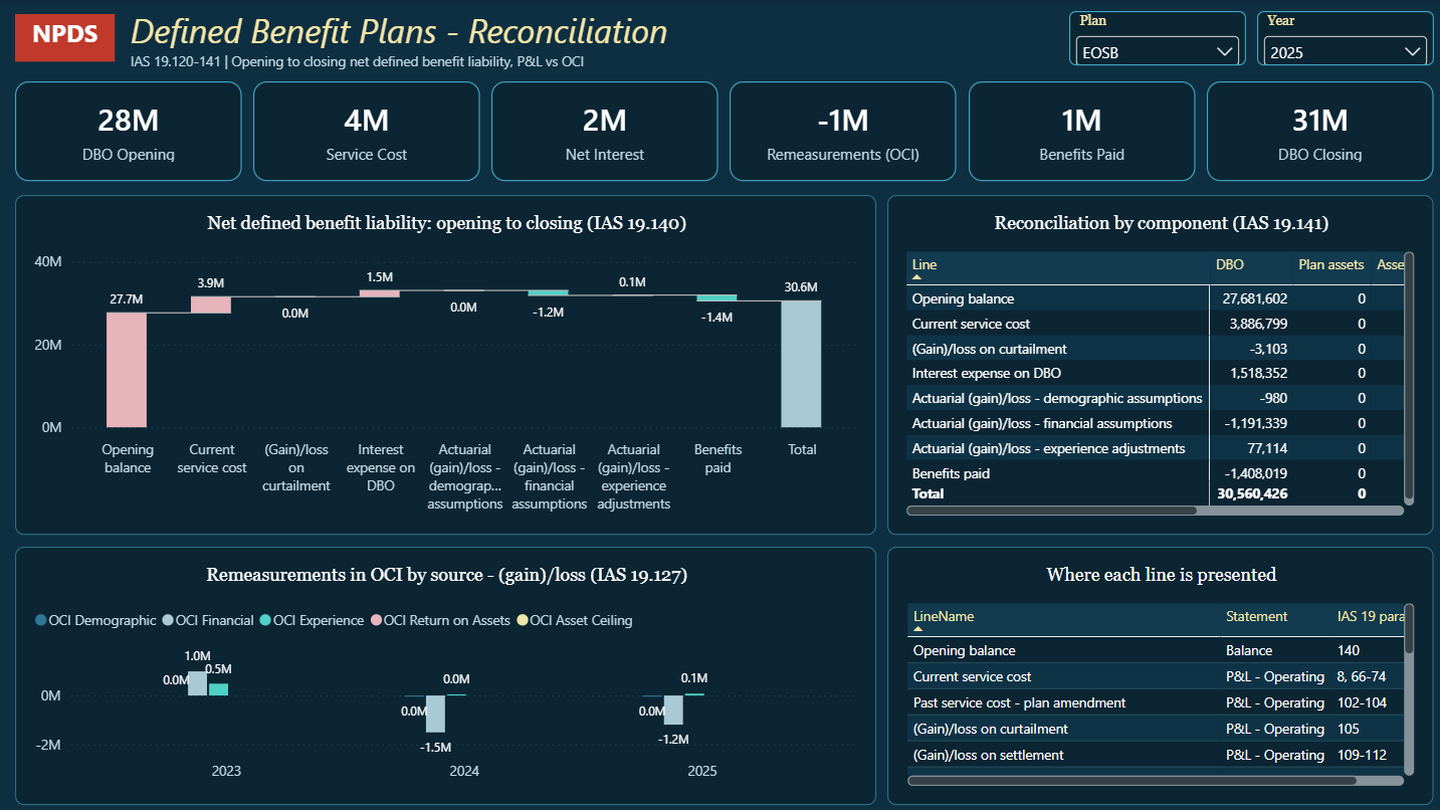 NPDS
Defined Benefit Plans - Reconciliation
IAS 19.120-141 | Opening to closing net defined benefit liability, P&L vs OCI
Plan
EOSB
Year
2025
28M
DBO Opening
4M
Service Cost
2M
Net Interest
-1M
Remeasurements (OCI)
1M
Benefits Paid
31M
DBO Closing
Net defined benefit liability: opening to closing (IAS 19.140)
40M
20M
0M
27.7M
3.9M
0.0M
1.5M
0.0M
-1.2M
0.1M
-1.4M
30.6M
Opening
balance
Current
service cost
(Gain)/loss
on
curtailment
Interest
expense on
DBO
Actuarial
(gain)/loss -
demograp...
assumptions
Actuarial
(gain)/loss -
financial
assumptions
Actuarial
(gain)/loss -
experience
adjustments
Benefits
paid
Total
Reconciliation by component (IAS 19.141)
Line DBO Plan assets Asse
Opening balance 27,681,602 0
Current service cost 3,886,799 0
(Gain)/loss on curtailment -3,103 0
Interest expense on DBO 1,518,352 0
Actuarial (gain)/loss - demographic assumptions -980 0
Actuarial (gain)/loss - financial assumptions -1,191,339 0
Actuarial (gain)/loss - experience adjustments 77,114 0
Benefits paid -1,408,019 0
Total 30,560,426 0
Remeasurements in OCI by source - (gain)/loss (IAS 19.127)
OCI Demographic OCI Financial OCI Experience OCI Return on Assets OCI Asset Ceiling
0M
-2M
0.0M
1.0M
0.5M
0.0M
-1.5M
0.0M
0.0M
-1.2M
0.1M
2023
2024
2025
Where each line is presented
LineName Statement IAS 19 para
Opening balance Balance 140
Current service cost P&L - Operating 8, 66-74
Past service cost - plan amendment P&L - Operating 102-104
(Gain)/loss on curtailment P&L - Operating 105
(Gain)/loss on settlement P&L - Operating 109-112